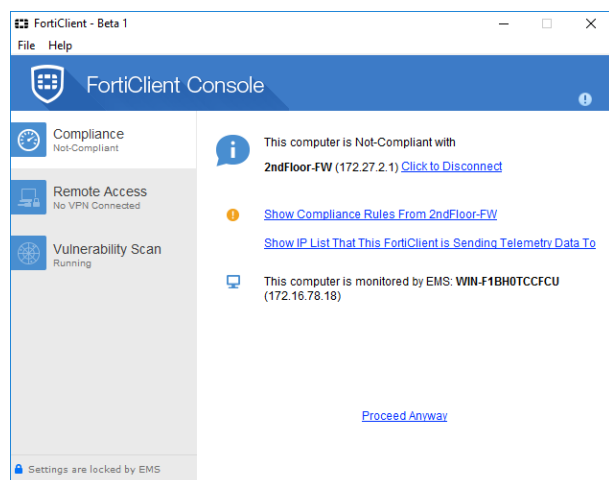 FortiClient - Beta 1
File Help
FortiClient Console
Compliance
Not-Compliant
Remote Access
No VPN Connected
Vulnerability Scan
Running
Settings are locked by EMS
This computer is Not-Compliant with
2ndFloor-FW (172.27.2.1) Click to Disconnect
Show Compliance Rules From 2ndFloor-FW
Show IP List That This FortiClient is Sending Telemetry Data To
This computer is monitored by EMS: WIN-F1BH0TCCFCU
(172.16.78.18)
Proceed Anyway